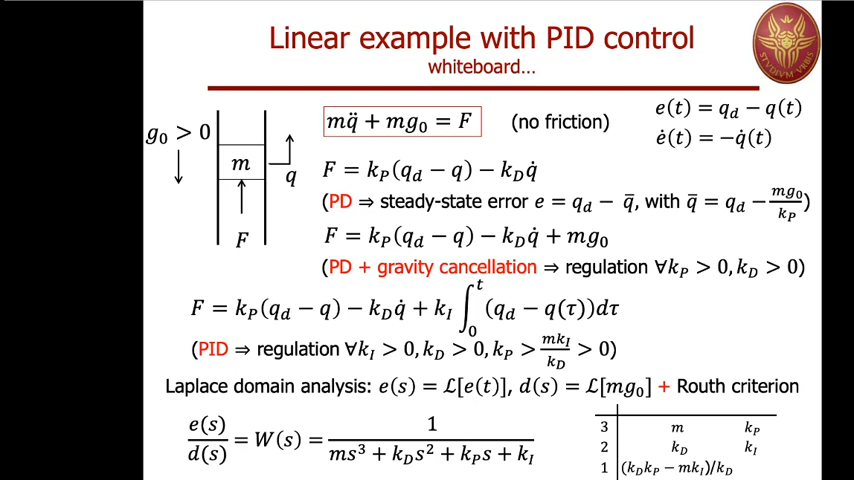 Linear example with PID control
whiteboard...
STVDIVM VRBIS
g₀ > 0
m
q
F
mq̈ + mg₀ = F
(no friction)
e(t) = q_d − q(t)
ė(t) = −q̇(t)
F = k_P(q_d − q) − k_D q̇
(PD ⇒ steady-state error e = q_d − q̄, with q̄ = q_d − mg₀/k_P)
F = k_P(q_d − q) − k_D q̇ + mg₀
(PD + gravity cancellation ⇒ regulation ∀k_P > 0, k_D > 0)
F = k_P(q_d − q) − k_D q̇ + k_I ∫₀ᵗ (q_d − q(τ))dτ
(PID ⇒ regulation ∀k_I > 0, k_D > 0, k_P > mk_I/k_D > 0)
Laplace domain analysis: e(s) = ℒ[e(t)], d(s) = ℒ[mg₀] + Routh criterion
e(s)/d(s) = W(s) = 1/(ms³ + k_D s² + k_P s + k_I)
3 m k_P
2 k_D k_I
1 (k_D k_P − mk_I)/k_D